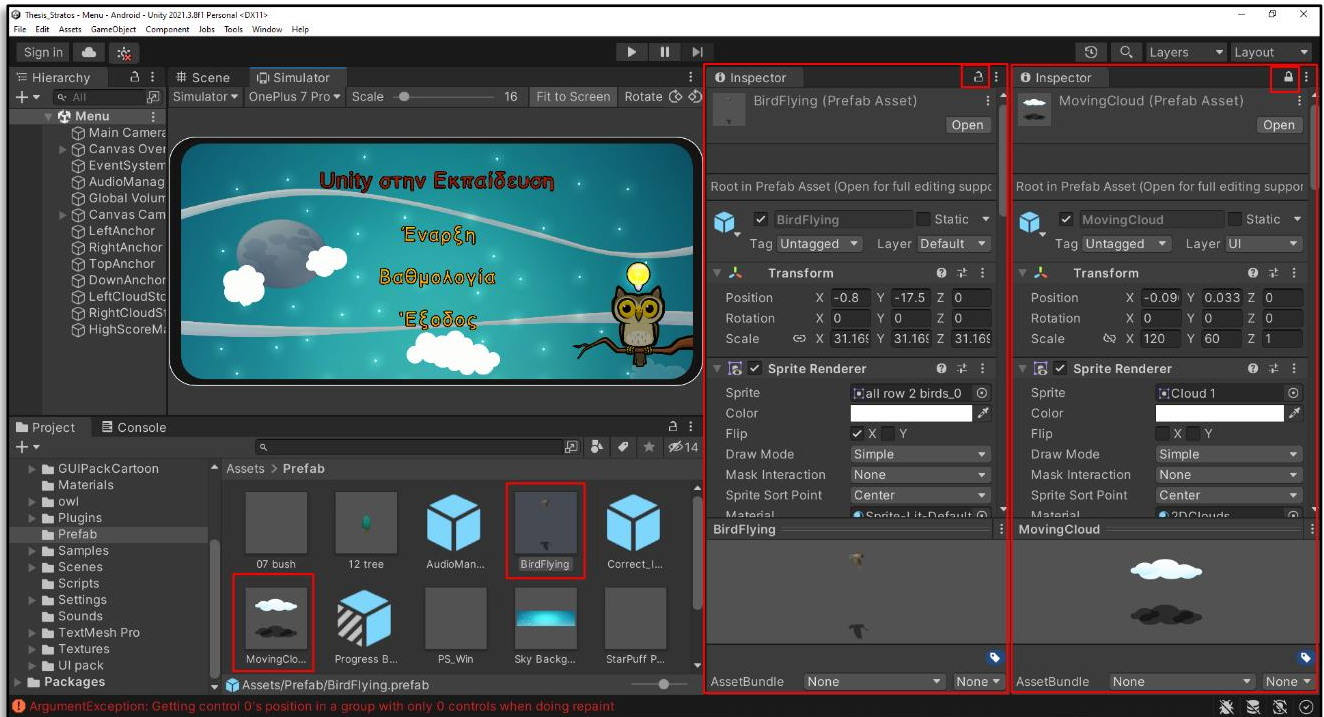 Thesis_Stratos - Menu - Android - Unity 2021.3.8f1 Personal <DX11>
File Edit Assets GameObject Component Jobs Tools Window Help
Sign in Layers Layout
Hierarchy
All
Menu
Main Camera
Canvas Over
EventSystem
AudioManag
Global Volum
Canvas Cam
LeftAnchor
RightAnchor
TopAnchor
DownAnchor
LeftCloudSto
RightCloudSt
HighScoreMa
Scene Simulator
Simulator OnePlus 7 Pro Scale 16 Fit to Screen Rotate
Unity στην Εκπαίδευση
Έναρξη
Βαθμολογία
Έξοδος
Project Console
14
GUIPackCartoon
Materials
owl
Plugins
Prefab
Samples
Scenes
Scripts
Settings
Sounds
TextMesh Pro
Textures
UI pack
Packages
Assets > Prefab
07 bush 12 tree AudioMan... BirdFlying Correct_I...
MovingClo... Progress B... PS_Win Sky Backg... StarPuff P...
Assets/Prefab/BirdFlying.prefab
Inspector
BirdFlying (Prefab Asset)
Open
Root in Prefab Asset (Open for full editing suppo
BirdFlying Static
Tag Untagged Layer Default
Transform
Position X -0.8 Y -17.5 Z 0
Rotation X 0 Y 0 Z 0
Scale X 31.169 Y 31.169 Z 31.169
Sprite Renderer
Sprite all row 2 birds_0
Color
Flip X Y
Draw Mode Simple
Mask Interaction None
Sprite Sort Point Center
Material Sprite-Lit-Default
BirdFlying
AssetBundle None None
Inspector
MovingCloud (Prefab Asset)
Open
Root in Prefab Asset (Open for full editing suppor
MovingCloud Static
Tag Untagged Layer UI
Transform
Position X -0.09 Y 0.033 Z 0
Rotation X 0 Y 0 Z 0
Scale X 120 Y 60 Z 1
Sprite Renderer
Sprite Cloud 1
Color
Flip X Y
Draw Mode Simple
Mask Interaction None
Sprite Sort Point Center
Material 2DClouds
MovingCloud
AssetBundle None None
ArgumentException: Getting control 0's position in a group with only 0 controls when doing repaint